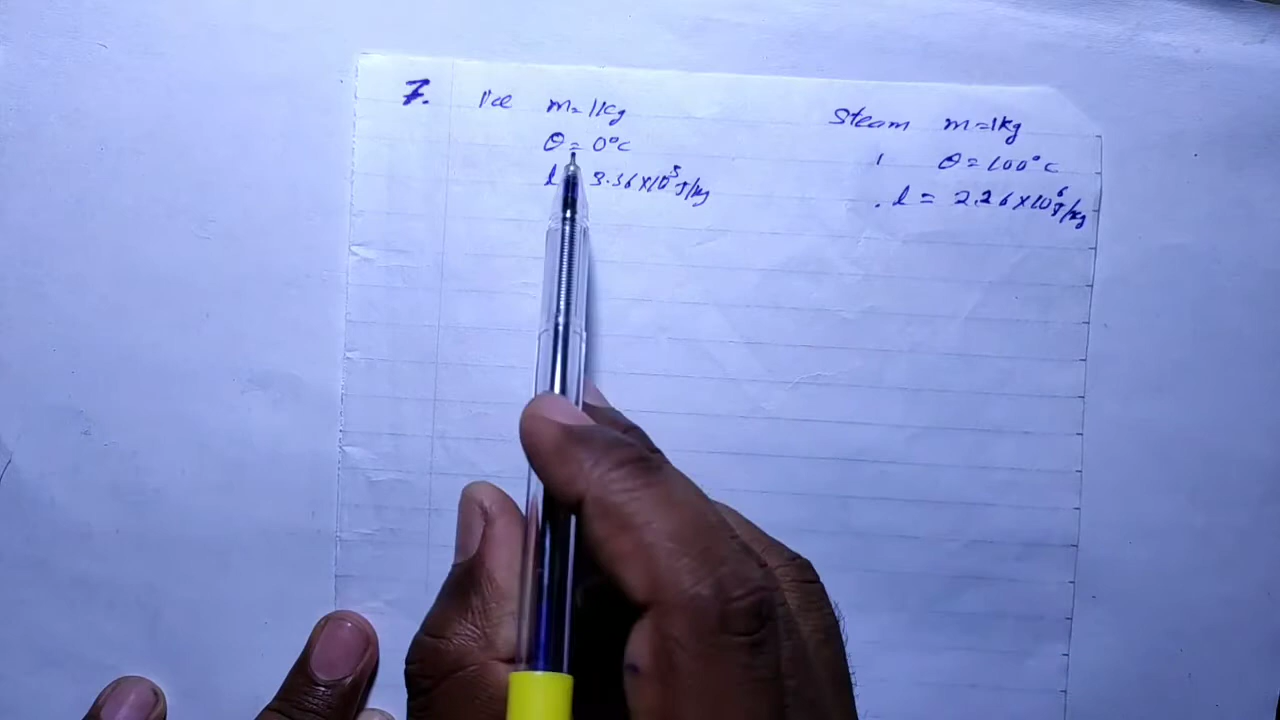 7. Ice m = 1kg
θ = 0°c
l 3.36×10⁵ J/kg
Steam m = 1kg
θ = 100°c
l = 2.26×10⁶ J/kg